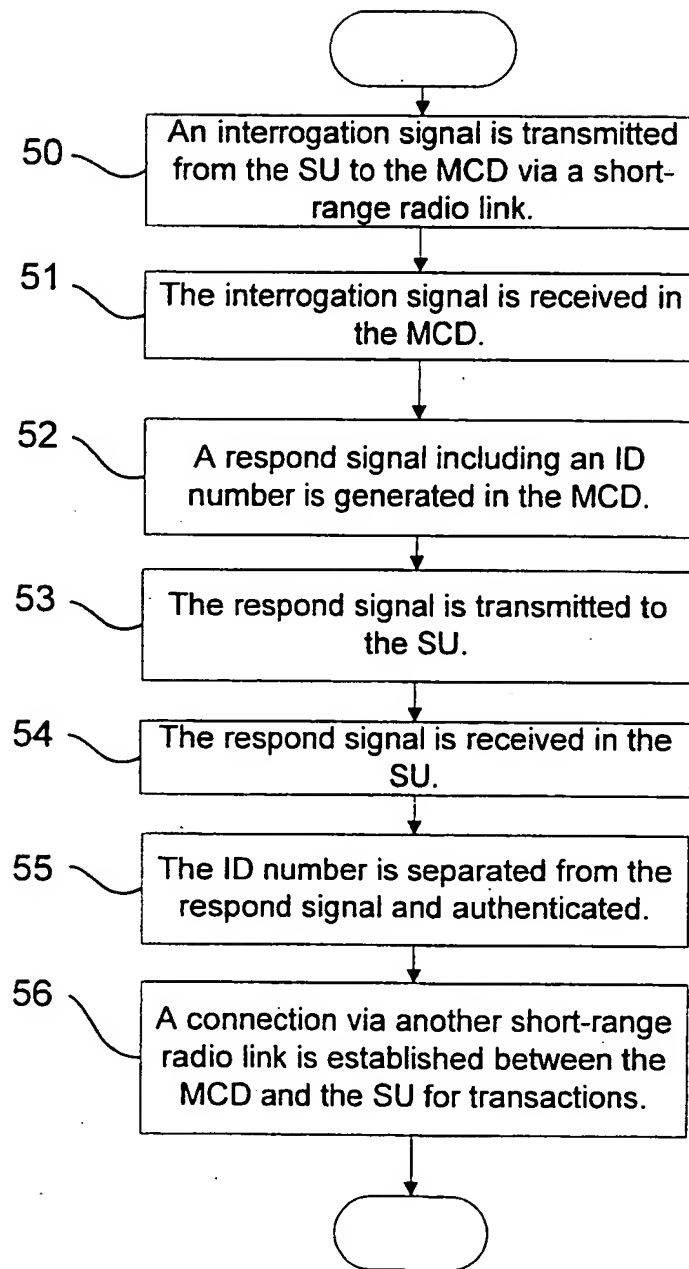 50
An interrogation signal is transmitted
from the SU to the MCD via a short-
range radio link.
51
The interrogation signal is received in
the MCD.
52
A respond signal including an ID
number is generated in the MCD.
53
The respond signal is transmitted to
the SU.
54
The respond signal is received in the
SU.
55
The ID number is separated from the
respond signal and authenticated.
56
A connection via another short-range
radio link is established between the
MCD and the SU for transactions.